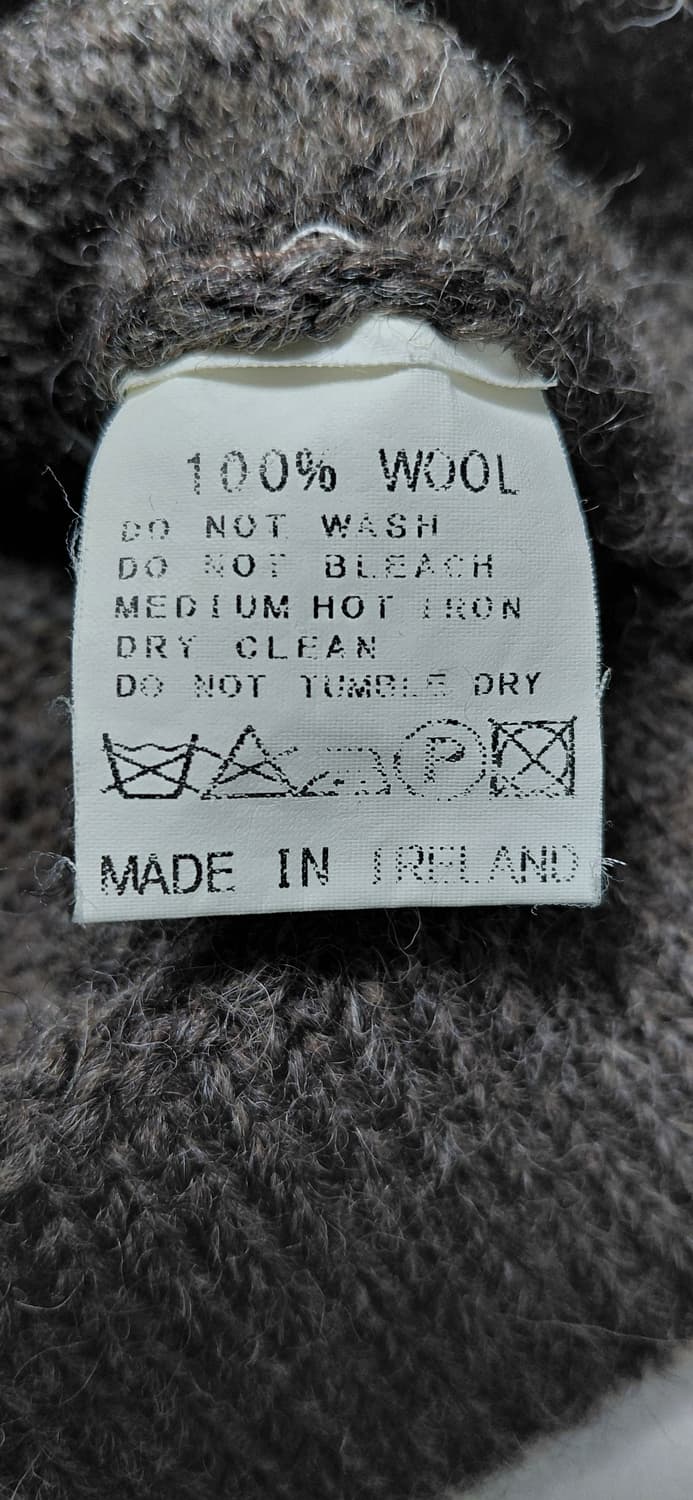 100% WOOL
DO NOT WASH
DO NOT BLEACH
MEDIUM HOT IRON
DRY CLEAN
DO NOT TUMBLE DRY
P
MADE IN IRELAND